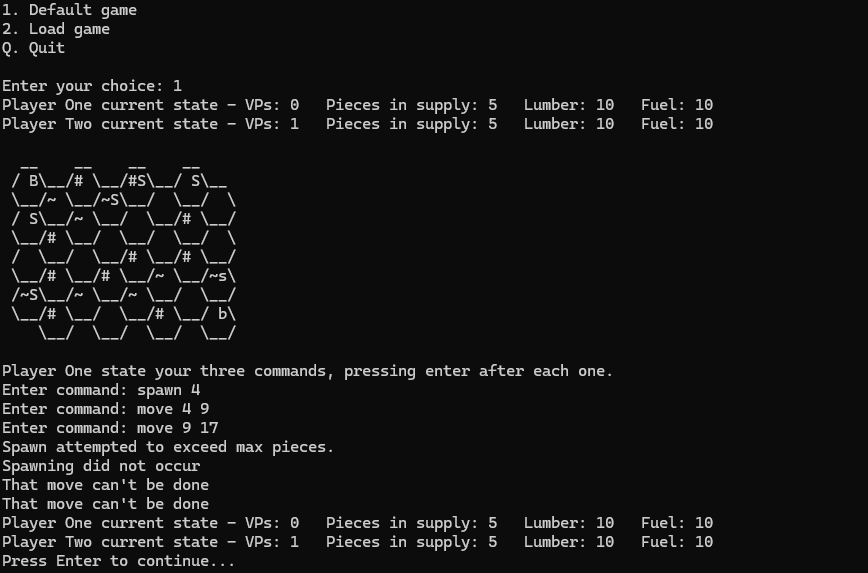 1. Default game
2. Load game
Q. Quit

Enter your choice: 1
Player One current state - VPs: 0   Pieces in supply: 5   Lumber: 10   Fuel: 10
Player Two current state - VPs: 1   Pieces in supply: 5   Lumber: 10   Fuel: 10

  __    __    __    __
 / B\__/# \__/#S\__/ S\__
 \__/~ \__/~S\__/  \__/  \
 / S\__/~ \__/  \__/# \__/
 \__/# \__/  \__/  \__/  \
 /  \__/  \__/# \__/# \__/
 \__/# \__/# \__/~ \__/~s\
 /~S\__/~ \__/~ \__/  \__/
 \__/# \__/  \__/# \__/ b\
    \__/  \__/  \__/  \__/

Player One state your three commands, pressing enter after each one.
Enter command: spawn 4
Enter command: move 4 9
Enter command: move 9 17
Spawn attempted to exceed max pieces.
Spawning did not occur
That move can't be done
That move can't be done
Player One current state - VPs: 0   Pieces in supply: 5   Lumber: 10   Fuel: 10
Player Two current state - VPs: 1   Pieces in supply: 5   Lumber: 10   Fuel: 10
Press Enter to continue...